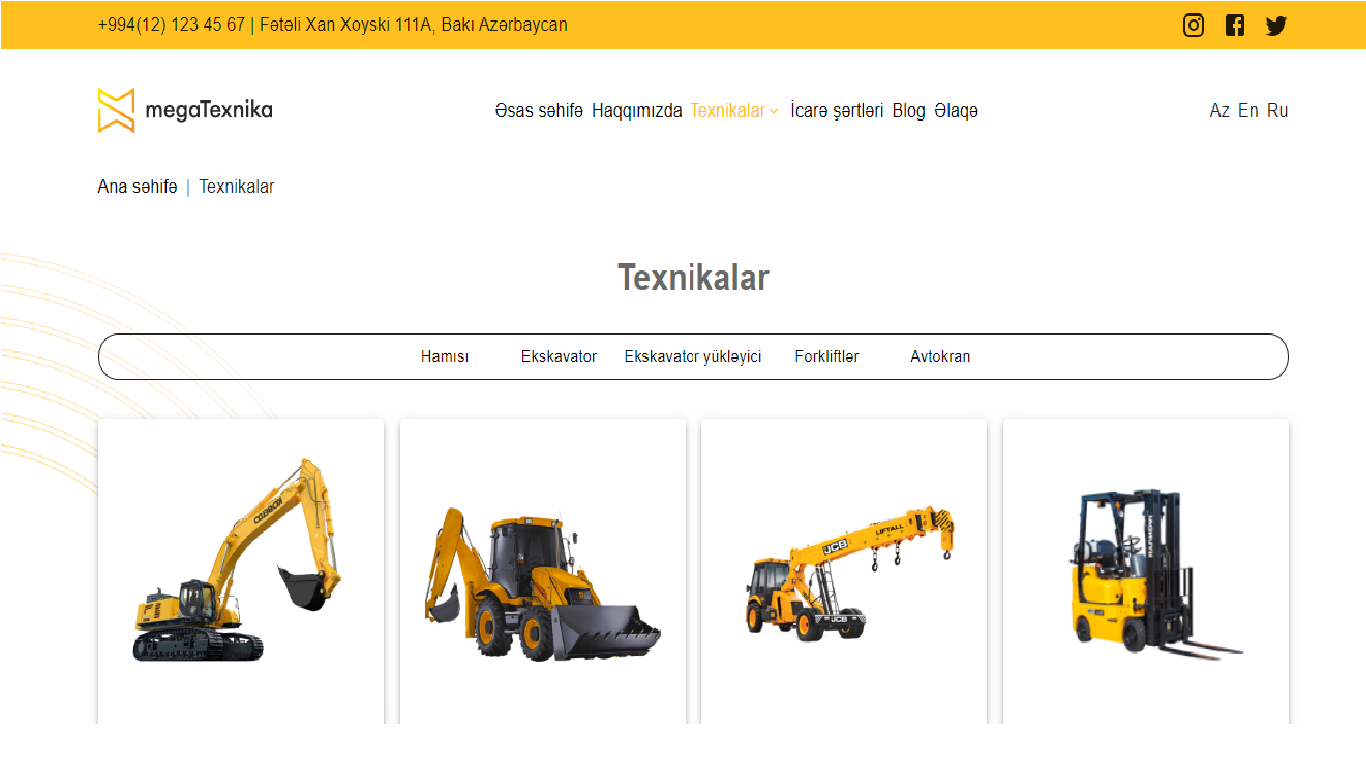 +994(12) 123 45 67 | Fətəli Xan Xoyski 111A, Bakı Azərbaycan
megaTexnika
Əsas səhifə Haqqımızda Texnikalar İcarə şərtləri Blog Əlaqə
Az En Ru
Ana səhifə | Texnikalar
Texnikalar
Hamısı Ekskavator Ekskavator yükləyici Forkliftlər Avtokran
JCB LIFTALL
JCB